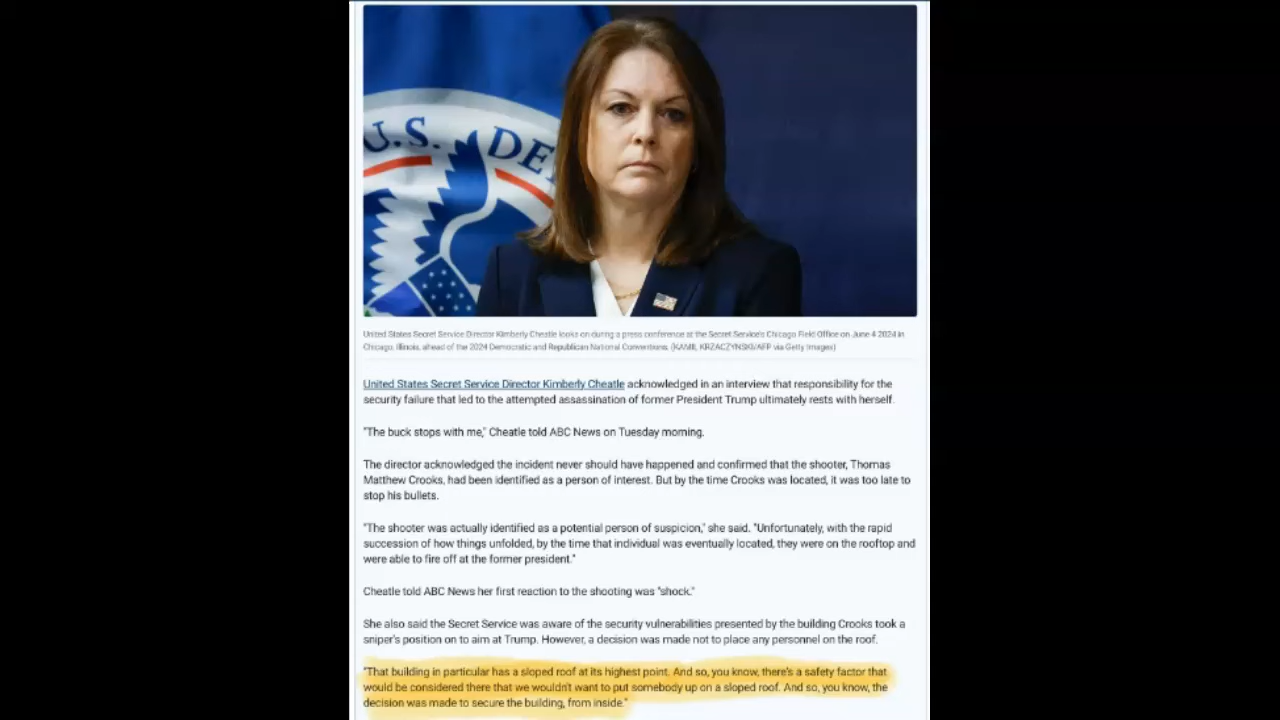 U.S. DE
United States Secret Service Director Kimberly Cheatle looks on during a press conference at the Secret Service's Chicago Field Office on June 4 2024 in
Chicago, Illinois, ahead of the 2024 Democratic and Republican National Conventions. (KAMIL KRZACZYNSKI/AFP via Getty Images)
United States Secret Service Director Kimberly Cheatle acknowledged in an interview that responsibility for the
security failure that led to the attempted assassination of former President Trump ultimately rests with herself.
"The buck stops with me," Cheatle told ABC News on Tuesday morning.
The director acknowledged the incident never should have happened and confirmed that the shooter, Thomas
Matthew Crooks, had been identified as a person of interest. But by the time Crooks was located, it was too late to
stop his bullets.
"The shooter was actually identified as a potential person of suspicion," she said. "Unfortunately, with the rapid
succession of how things unfolded, by the time that individual was eventually located, they were on the rooftop and
were able to fire off at the former president."
Cheatle told ABC News her first reaction to the shooting was "shock."
She also said the Secret Service was aware of the security vulnerabilities presented by the building Crooks took a
sniper's position on to aim at Trump. However, a decision was made not to place any personnel on the roof.
"That building in particular has a sloped roof at its highest point. And so, you know, there's a safety factor that
would be considered there that we wouldn't want to put somebody up on a sloped roof. And so, you know, the
decision was made to secure the building, from inside."